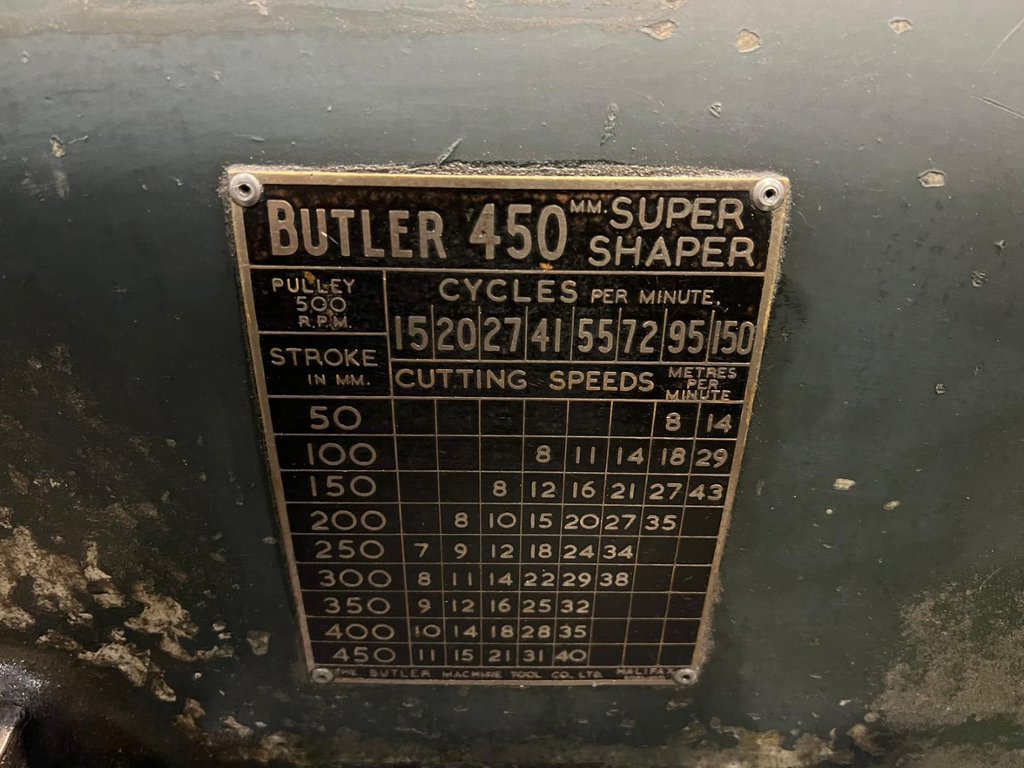 BUTLER 450 MM. SUPER SHAPER
PULLEY 500 R.P.M.
CYCLES PER MINUTE.
15 20 27 41 55 72 95 150
STROKE IN MM.
CUTTING SPEEDS METRES PER MINUTE
50 8 14
100 8 11 14 18 29
150 8 12 16 21 27 43
200 8 10 15 20 27 35
250 7 9 12 18 24 34
300 8 11 14 22 29 38
350 9 12 16 25 32
400 10 14 18 28 35
450 11 15 21 31 40
THE BUTLER MACHINE TOOL CO. LTD. HALIFAX